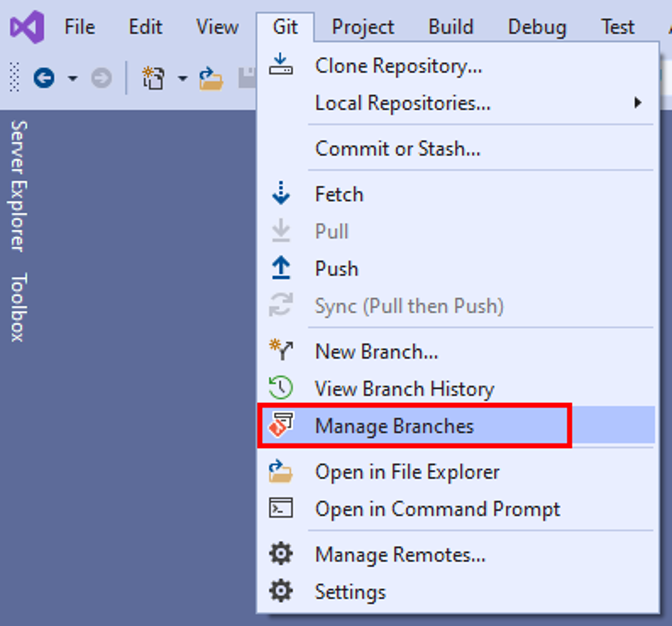 File Edit View Git Project Build Debug Test
Clone Repository...
Local Repositories...
Commit or Stash...
Fetch
Pull
Push
Sync (Pull then Push)
New Branch...
View Branch History
Manage Branches
Open in File Explorer
Open in Command Prompt
Manage Remotes...
Settings
Server Explorer
Toolbox